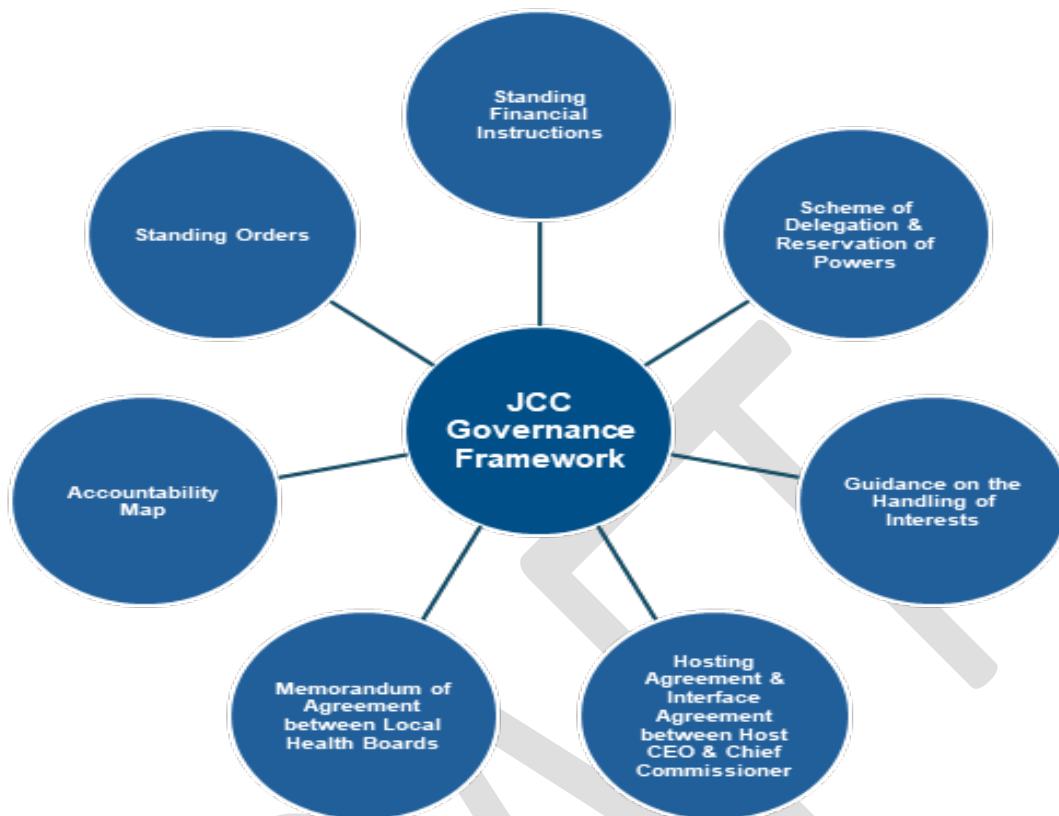 Standing
Financial
Instructions
Scheme of
Delegation &
Reservation of
Powers
Standing Orders
JCC
Governance
Framework
Guidance on the
Handling of
Interests
Accountability
Map
Hosting
Agreement &
Interface
Agreement
between Host
CEO & Chief
Commissioner
Memorandum of
Agreement
between Local
Health Boards